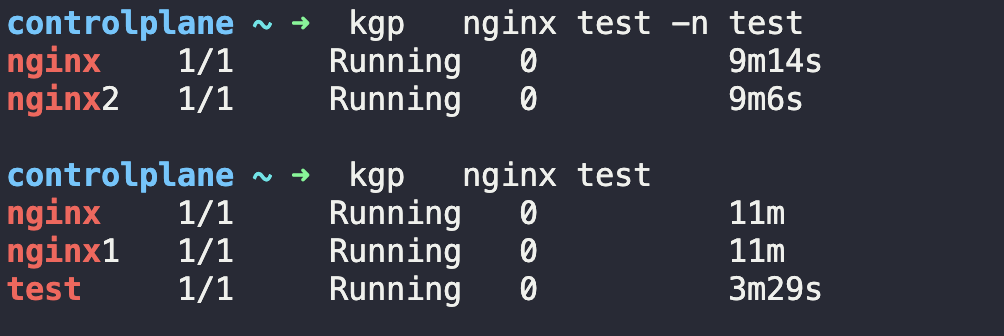 controlplane ~ ➜  kgp   nginx test -n test
nginx    1/1     Running   0          9m14s
nginx2   1/1     Running   0          9m6s
controlplane ~ ➜  kgp   nginx test
nginx    1/1     Running   0          11m
nginx1   1/1     Running   0          11m
test     1/1     Running   0          3m29s